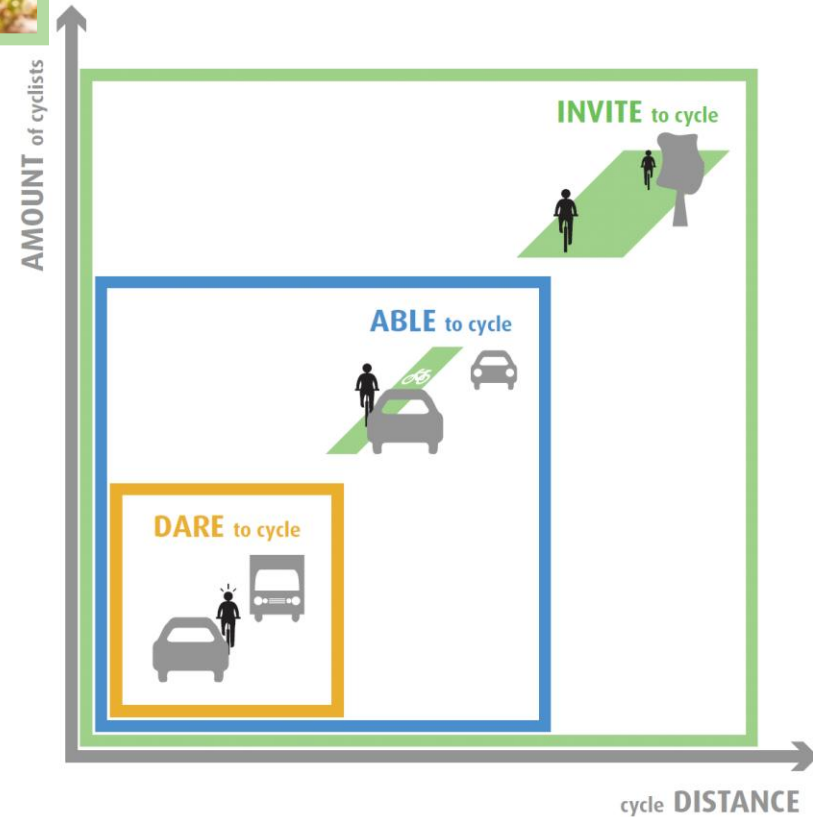 AMOUNT of cyclists
INVITE to cycle
ABLE to cycle
DARE to cycle
cycle DISTANCE